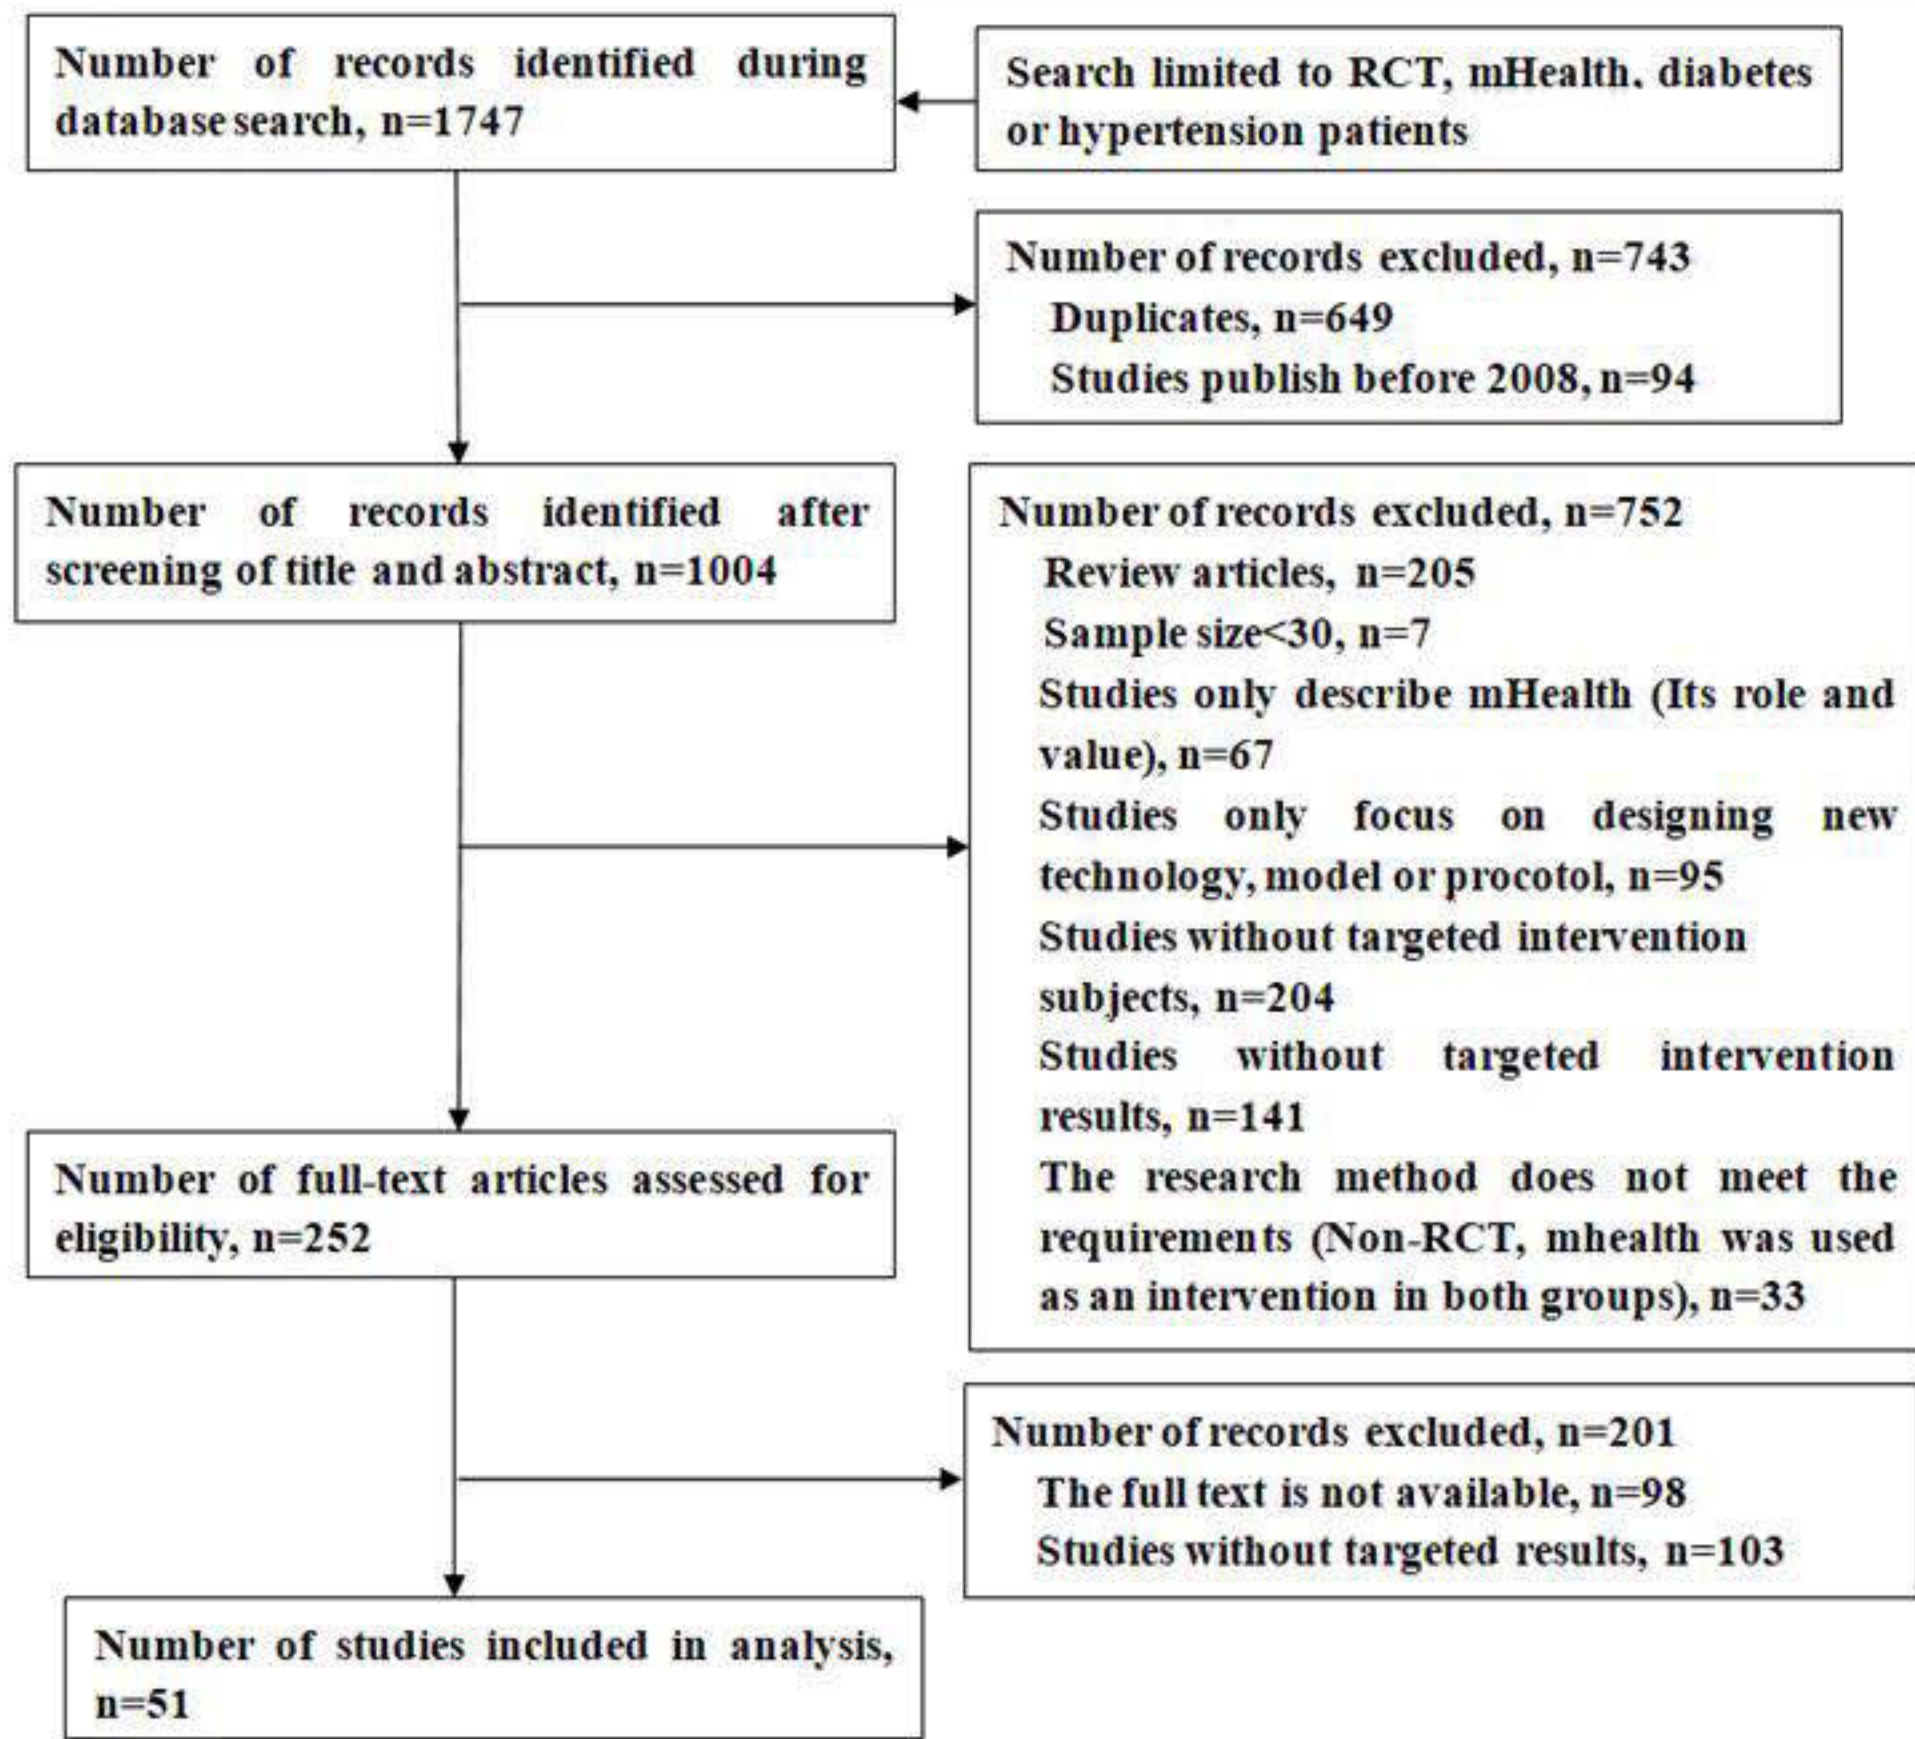 Number of records identified during
database search, n=1747
Search limited to RCT, mHealth. diabetes
or hypertension patients
Number of records excluded, n=743
Duplicates, n=649
Studies publish before 2008, n=94
Number of records identified after
screening of title and abstract, n=1004
Number of records excluded, n=752
Review articles, n=205
Sample size<30, n=7
Studies only describe mHealth (Its role and
value), n=67
Studies only focus on designing new
technology, model or procotol, n=95
Studies without targeted intervention
subjects, n=204
Studies without targeted intervention
results, n=141
The research method does not meet the
requirements (Non-RCT, mhealth was used
as an intervention in both groups), n=33
Number of full-text articles assessed for
eligibility, n=252
Number of records excluded, n=201
The full text is not available, n=98
Studies without targeted results, n=103
Number of studies included in analysis,
n=51